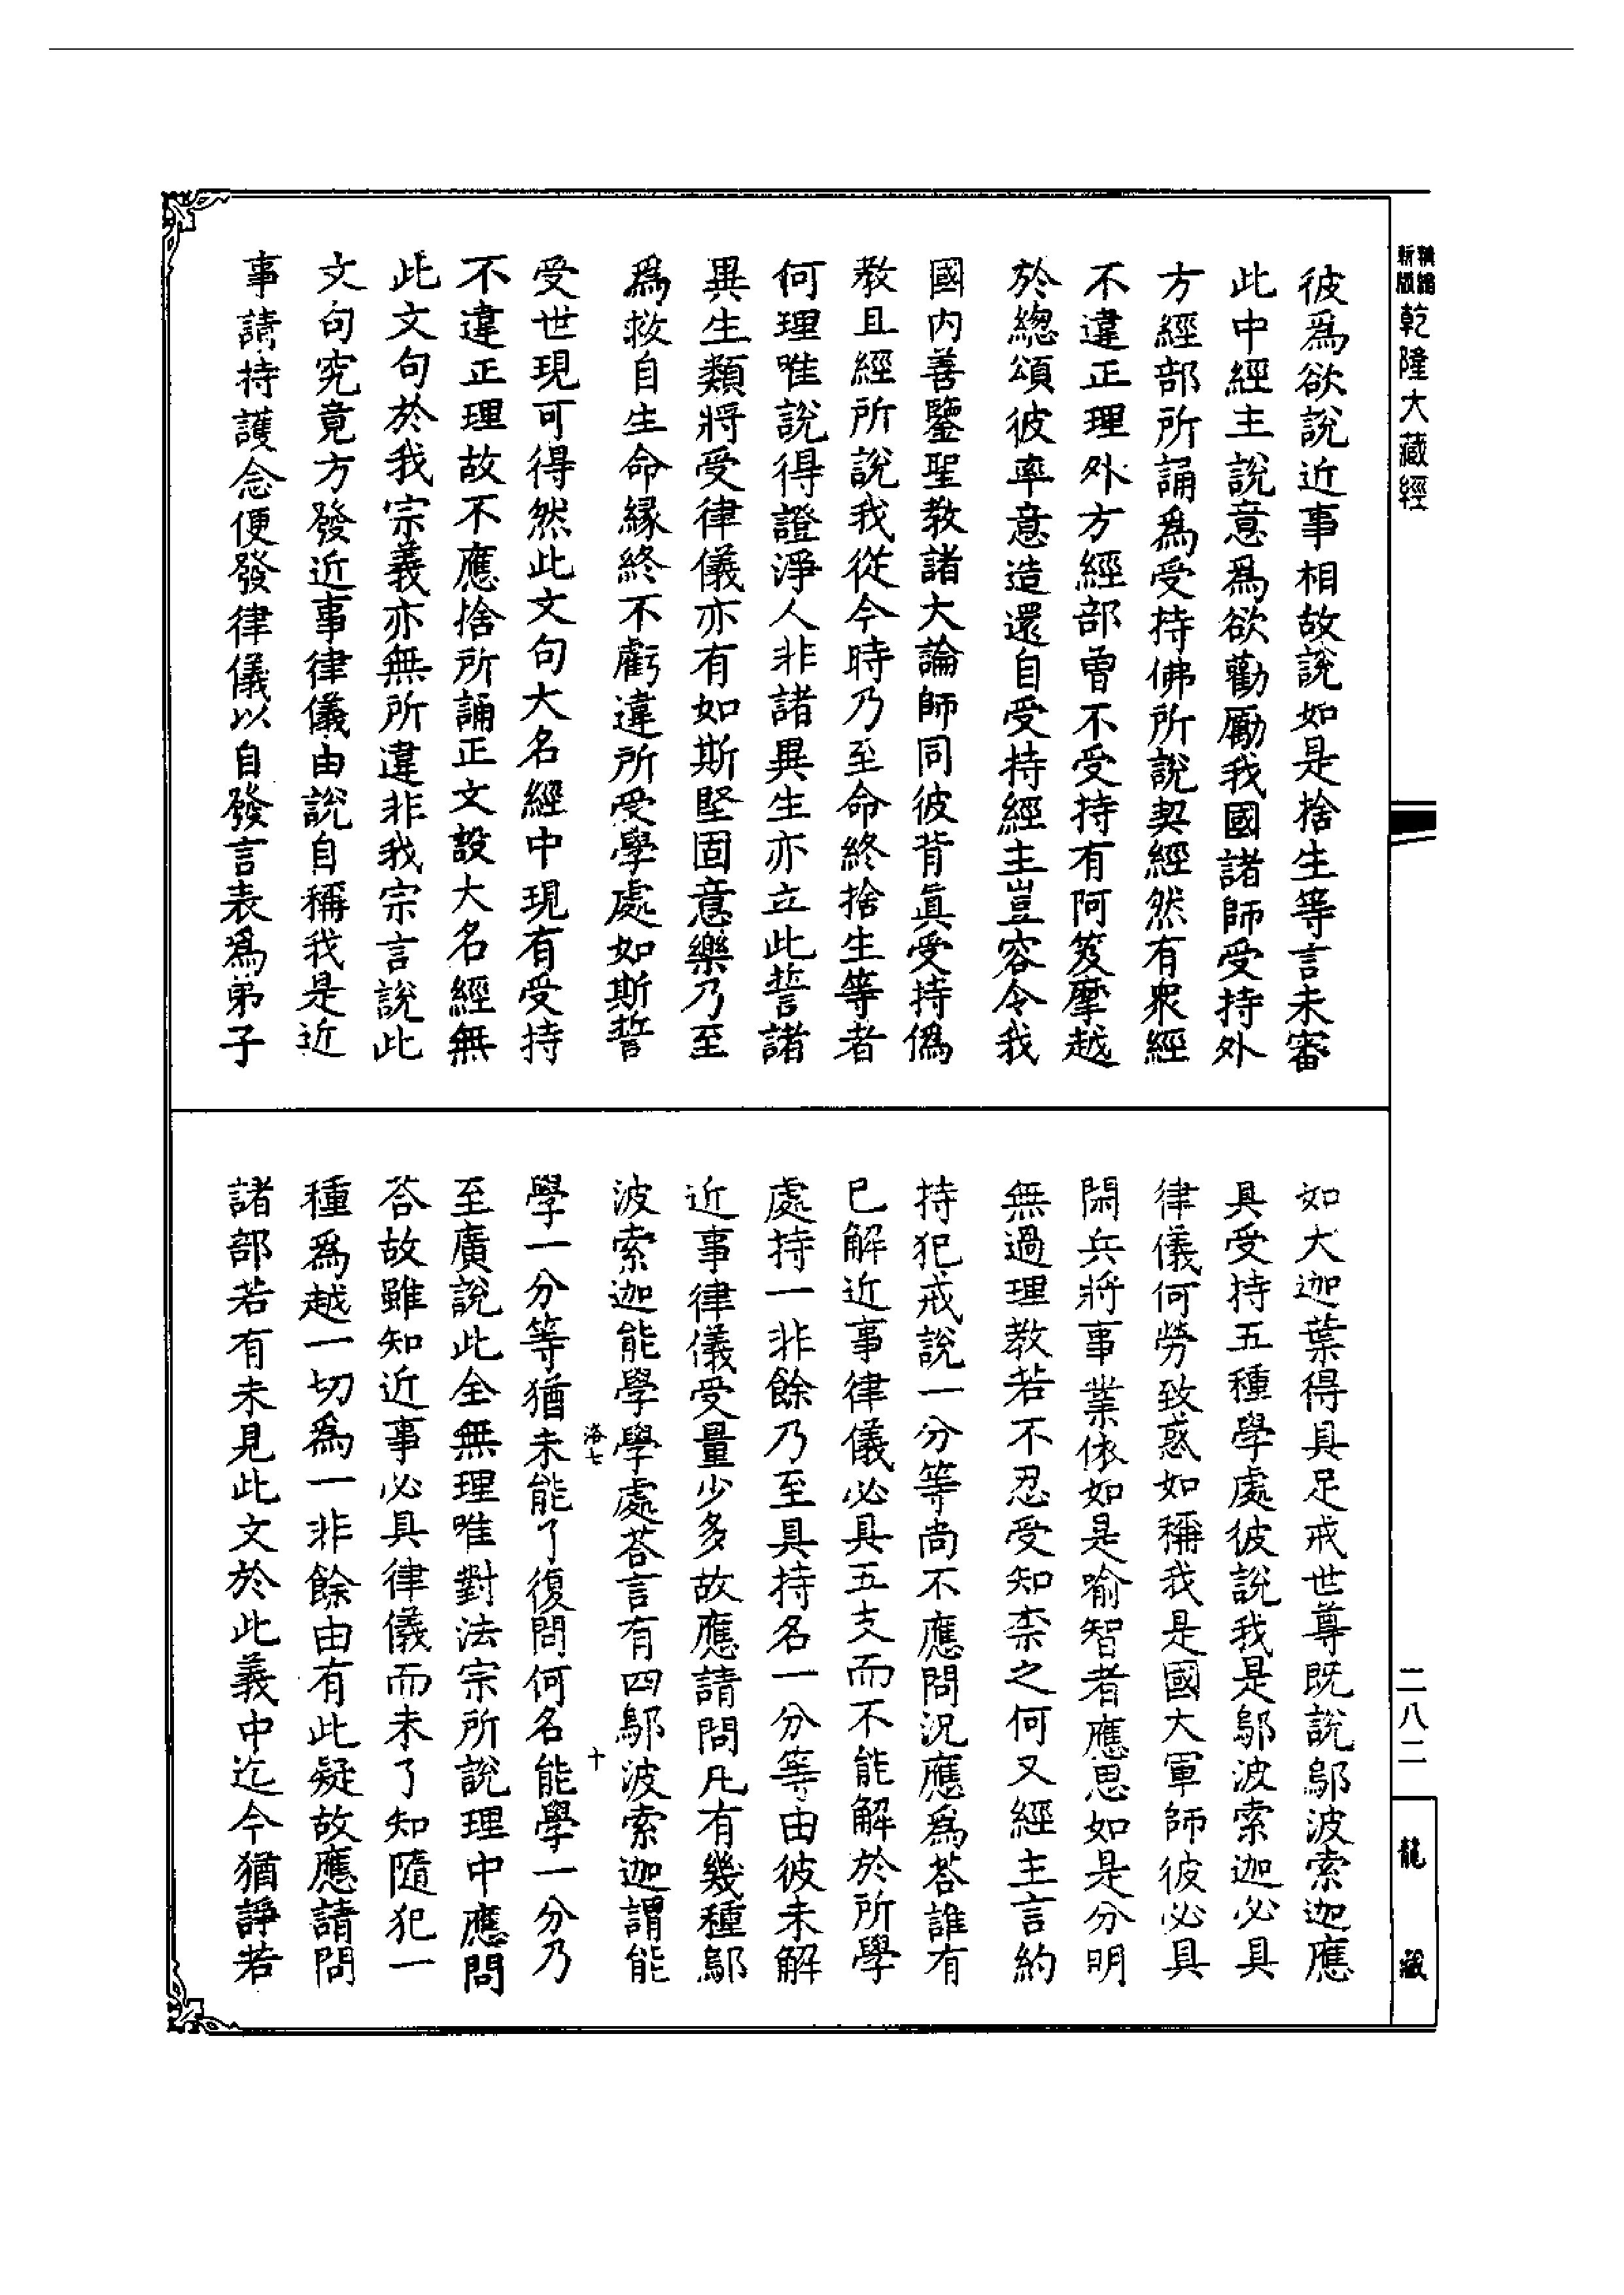 彼爲欲說近事相故說如是捨生等言未審
此中經主說意爲欲勸勵我國諸師受持外
方經部所誦爲受持佛所說契經然有衆經
不違正理外方經部曾不受持有阿笈摩越
於總頌彼率意造還自受持經主豈容令我
國内善鑒聖教諸大論師同彼背眞受持僞
教且經所說我從今時乃至命終捨生等者
何理唯說得證淨人非諸異生亦立此誓諸
異生類將受律儀亦有如斯堅固意樂乃至
爲救自生命緣終不虧違所受學處如斯誓
受世現可得然此文句大名經中現有受持
不違正理故不應捨所誦正文設大名經無
此文句於我宗義亦無所違非我宗言說此
文句究竟方發近事律儀由說自稱我是近
事請持護念便發律儀以自發言表爲弟子
如大迦葉得具足戒世尊既說鄔波索迦應
具受持五種學處彼說我是鄔波索迦必具
律儀何勞致惑如稱我是國大軍師彼必具
閑兵將事業依如是喻智者應思如是分明
無過理教若不忍受知柰之何又經主言約
持犯戒說一分等尚不應問況應爲荅誰有
已解近事律儀必具五支而不能解於所學
處持一非餘乃至具持名一分等由彼未解
近事律儀受量少多故應請問凡有幾種鄔
波索迦能學學處荅言有四鄔波索迦謂能
學一分等猶未能了復問何名能學一分乃
至廣說此全無理唯對法宗所說理中應問
荅故雖知近事必具律儀而未了知隨犯一
種爲越一切爲一非餘由有此疑故應請問
諸部若有未見此文於此義中迄今猶諍若
洛七
十
精編
新版
乾隆大藏經
二八二
龍藏